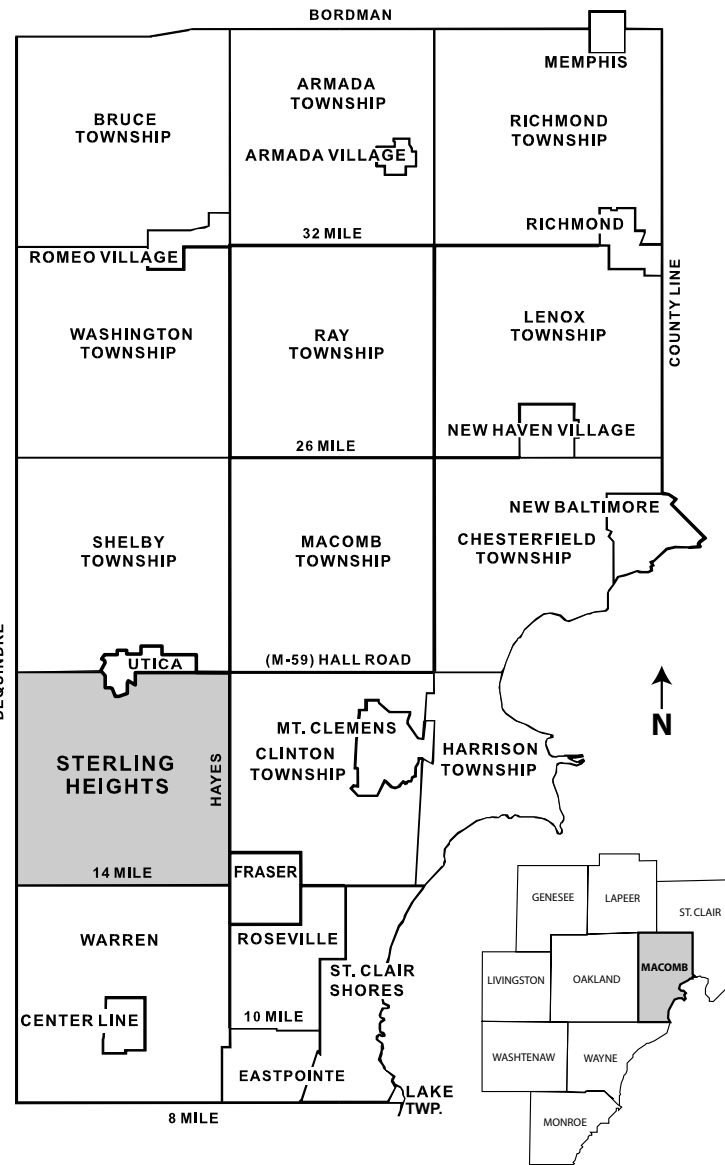 BORDMAN
MEMPHIS
ARMADA
TOWNSHIP
BRUCE
TOWNSHIP
RICHMOND
TOWNSHIP
ARMADA VILLAGE
RICHMOND
32 MILE
ROMEO VILLAGE
COUNTY LINE
WASHINGTON
TOWNSHIP
RAY
TOWNSHIP
LENOX
TOWNSHIP
NEW HAVEN VILLAGE
26 MILE
NEW BALTIMORE
SHELBY
TOWNSHIP
MACOMB
TOWNSHIP
CHESTERFIELD
TOWNSHIP
DEQUINDRE
UTICA
(M-59) HALL ROAD
N
MT. CLEMENS
CLINTON
TOWNSHIP
HARRISON
TOWNSHIP
STERLING
HEIGHTS
HAYES
14 MILE
FRASER
WARREN
ROSEVILLE
ST. CLAIR
SHORES
CENTER LINE
10 MILE
EASTPOINTE
LAKE
TWP.
8 MILE
GENESEE
LAPEER
ST. CLAIR
LIVINGSTON
OAKLAND
MACOMB
WASHTENAW
WAYNE
MONROE